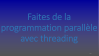 Faites de la
programmation parallèle
avec threading